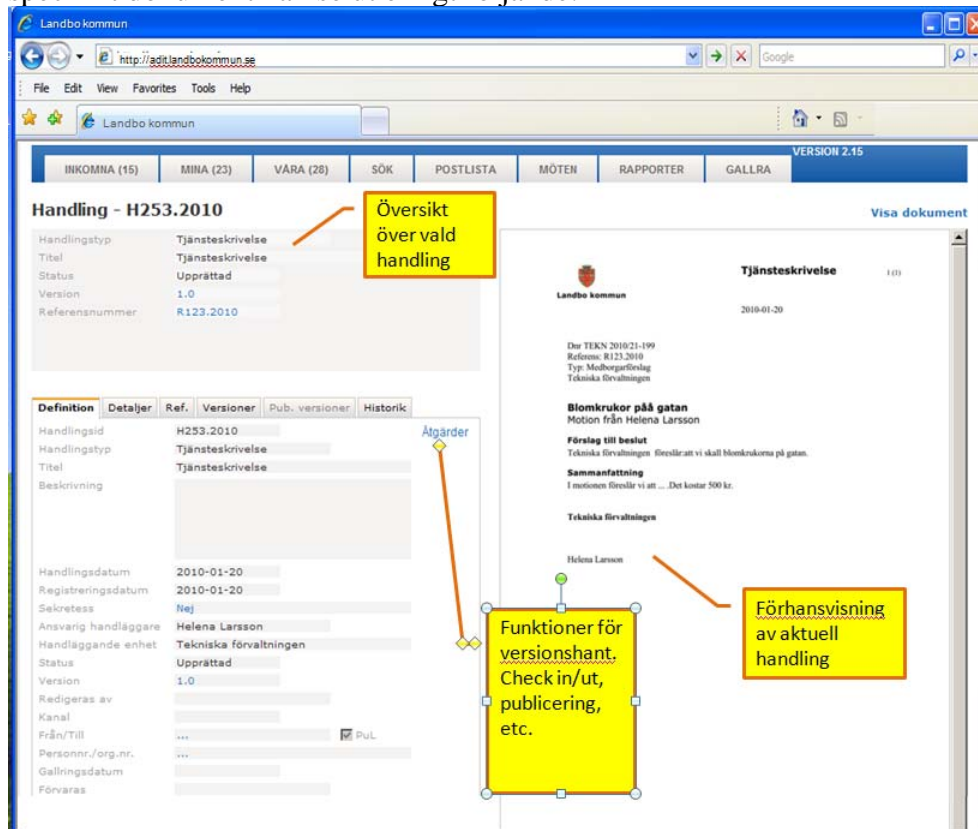 Landbo kommun
http://adit.landbokommun.se
Google
File Edit View Favorites Tools Help
Landbo kommun
VERSION 2.15
INKOMNA (15) MINA (23) VÅRA (28) SÖK POSTLISTA MÖTEN RAPPORTER GALLRA
Handling - H253.2010
Visa dokument
Handlingstyp Tjänsteskrivelse
Titel Tjänsteskrivelse
Status Upprättad
Version 1.0
Referensnummer R123.2010
Översikt
över vald
handling
Definition Detaljer Ref. Versioner Pub. versioner Historik
Handlingsid H253.2010
Åtgärder
Handlingstyp Tjänsteskrivelse
Titel Tjänsteskrivelse
Beskrivning
Handlingsdatum 2010-01-20
Registreringsdatum 2010-01-20
Sekretess Nej
Ansvarig handläggare Helena Larsson
Handläggande enhet Tekniska förvaltningen
Status Upprättad
Version 1.0
Redigeras av
Kanal
Från/Till ... PuL
Personnr./org.nr. ...
Gallringsdatum
Förvaras
Funktioner för
versionshant.
Check in/ut,
publicering,
etc.
Tjänsteskrivelse 1 (1)
Landbo kommun
2010-01-20
Dnr TEKN 2010/21-199
Referens: R123.2010
Typ: Medborgarförslag
Tekniska förvaltningen
Blomkrukor påå gatan
Motion från Helena Larsson
Förslag till beslut
Tekniska förvaltningen föreslår:att vi skall blomkrukorna på gatan.
Sammanfattning
I motionen föreslår vi att ... .Det kostar 500 kr.
Tekniska förvaltningen
Helena Larsson
Förhansvisning
av aktuell
handling